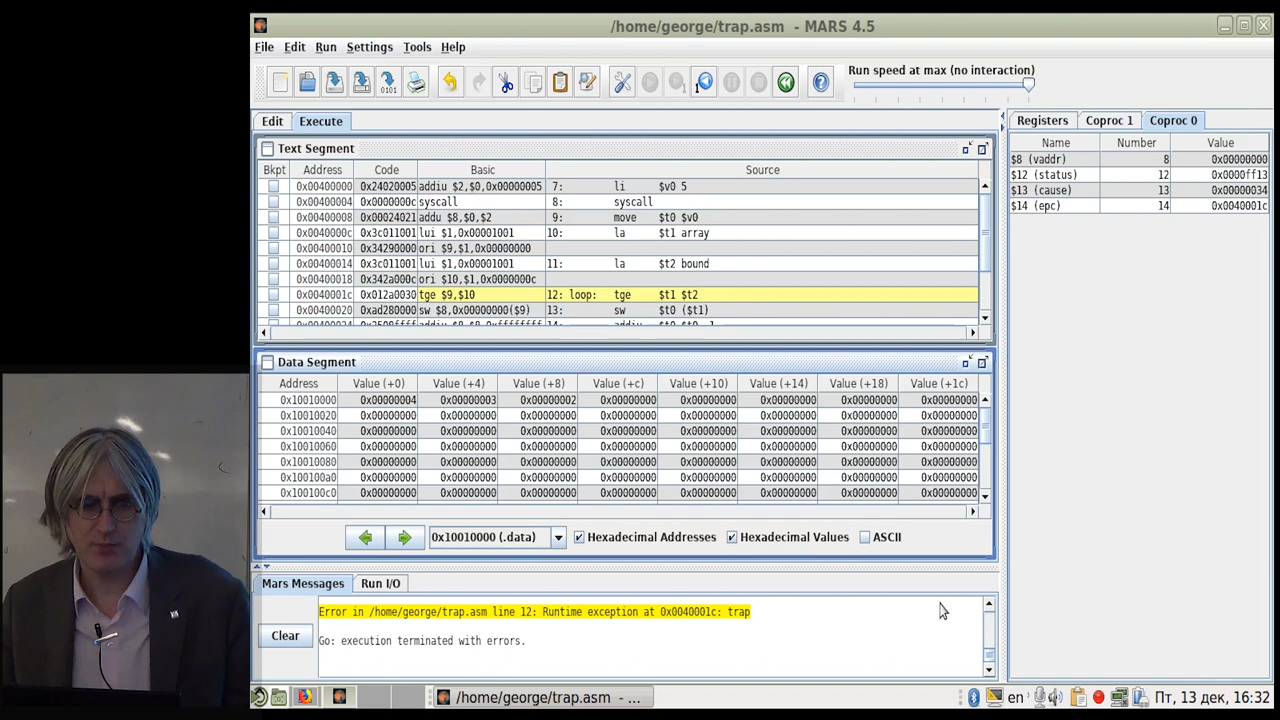 /home/george/trap.asm - MARS 4.5
File Edit Run Settings Tools Help
Run speed at max (no interaction)
Edit Execute
Text Segment
Bkpt Address Code Basic Source
0x00400000 0x24020005 addiu $2,$0,0x00000005 7: li $v0 5
0x00400004 0x0000000c syscall 8: syscall
0x00400008 0x00024021 addu $8,$0,$2 9: move $t0 $v0
0x0040000c 0x3c011001 lui $1,0x00001001 10: la $t1 array
0x00400010 0x34290000 ori $9,$1,0x00000000
0x00400014 0x3c011001 lui $1,0x00001001 11: la $t2 bound
0x00400018 0x342a000c ori $10,$1,0x0000000c
0x0040001c 0x012a0030 tge $9,$10 12: loop: tge $t1 $t2
0x00400020 0xad280000 sw $8,0x00000000($9) 13: sw $t0 ($t1)
0x00400024 0x2508ffff addiu $8,$8,0xffffffff 14: addiu $t0 $t0 -1
Data Segment
Address Value (+0) Value (+4) Value (+8) Value (+c) Value (+10) Value (+14) Value (+18) Value (+1c)
0x10010000 0x00000004 0x00000003 0x00000002 0x00000000 0x00000000 0x00000000 0x00000000 0x00000000
0x10010020 0x00000000 0x00000000 0x00000000 0x00000000 0x00000000 0x00000000 0x00000000 0x00000000
0x10010040 0x00000000 0x00000000 0x00000000 0x00000000 0x00000000 0x00000000 0x00000000 0x00000000
0x10010060 0x00000000 0x00000000 0x00000000 0x00000000 0x00000000 0x00000000 0x00000000 0x00000000
0x10010080 0x00000000 0x00000000 0x00000000 0x00000000 0x00000000 0x00000000 0x00000000 0x00000000
0x100100a0 0x00000000 0x00000000 0x00000000 0x00000000 0x00000000 0x00000000 0x00000000 0x00000000
0x100100c0 0x00000000 0x00000000 0x00000000 0x00000000 0x00000000 0x00000000 0x00000000 0x00000000
0x10010000 (.data) Hexadecimal Addresses Hexadecimal Values ASCII
Mars Messages Run I/O
Error in /home/george/trap.asm line 12: Runtime exception at 0x0040001c: trap
Clear
Go: execution terminated with errors.
Registers Coproc 1 Coproc 0
Name Number Value
$8 (vaddr) 8 0x00000000
$12 (status) 12 0x0000ff13
$13 (cause) 13 0x00000034
$14 (epc) 14 0x0040001c
/home/george/trap.asm - ...
en
Пт, 13 дек, 16:32